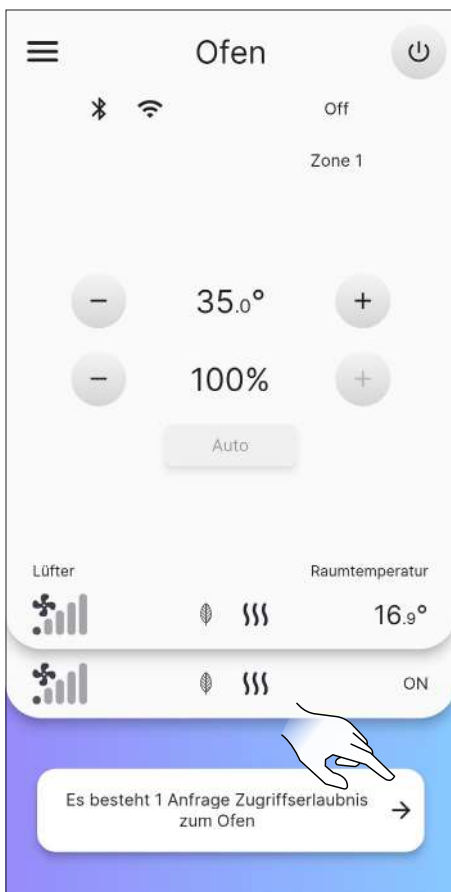 Ofen
Off
Zone 1
− 35.0° +
− 100% +
Auto
Lüfter Raumtemperatur
16.9°
ON
Es besteht 1 Anfrage Zugriffserlaubnis
zum Ofen →